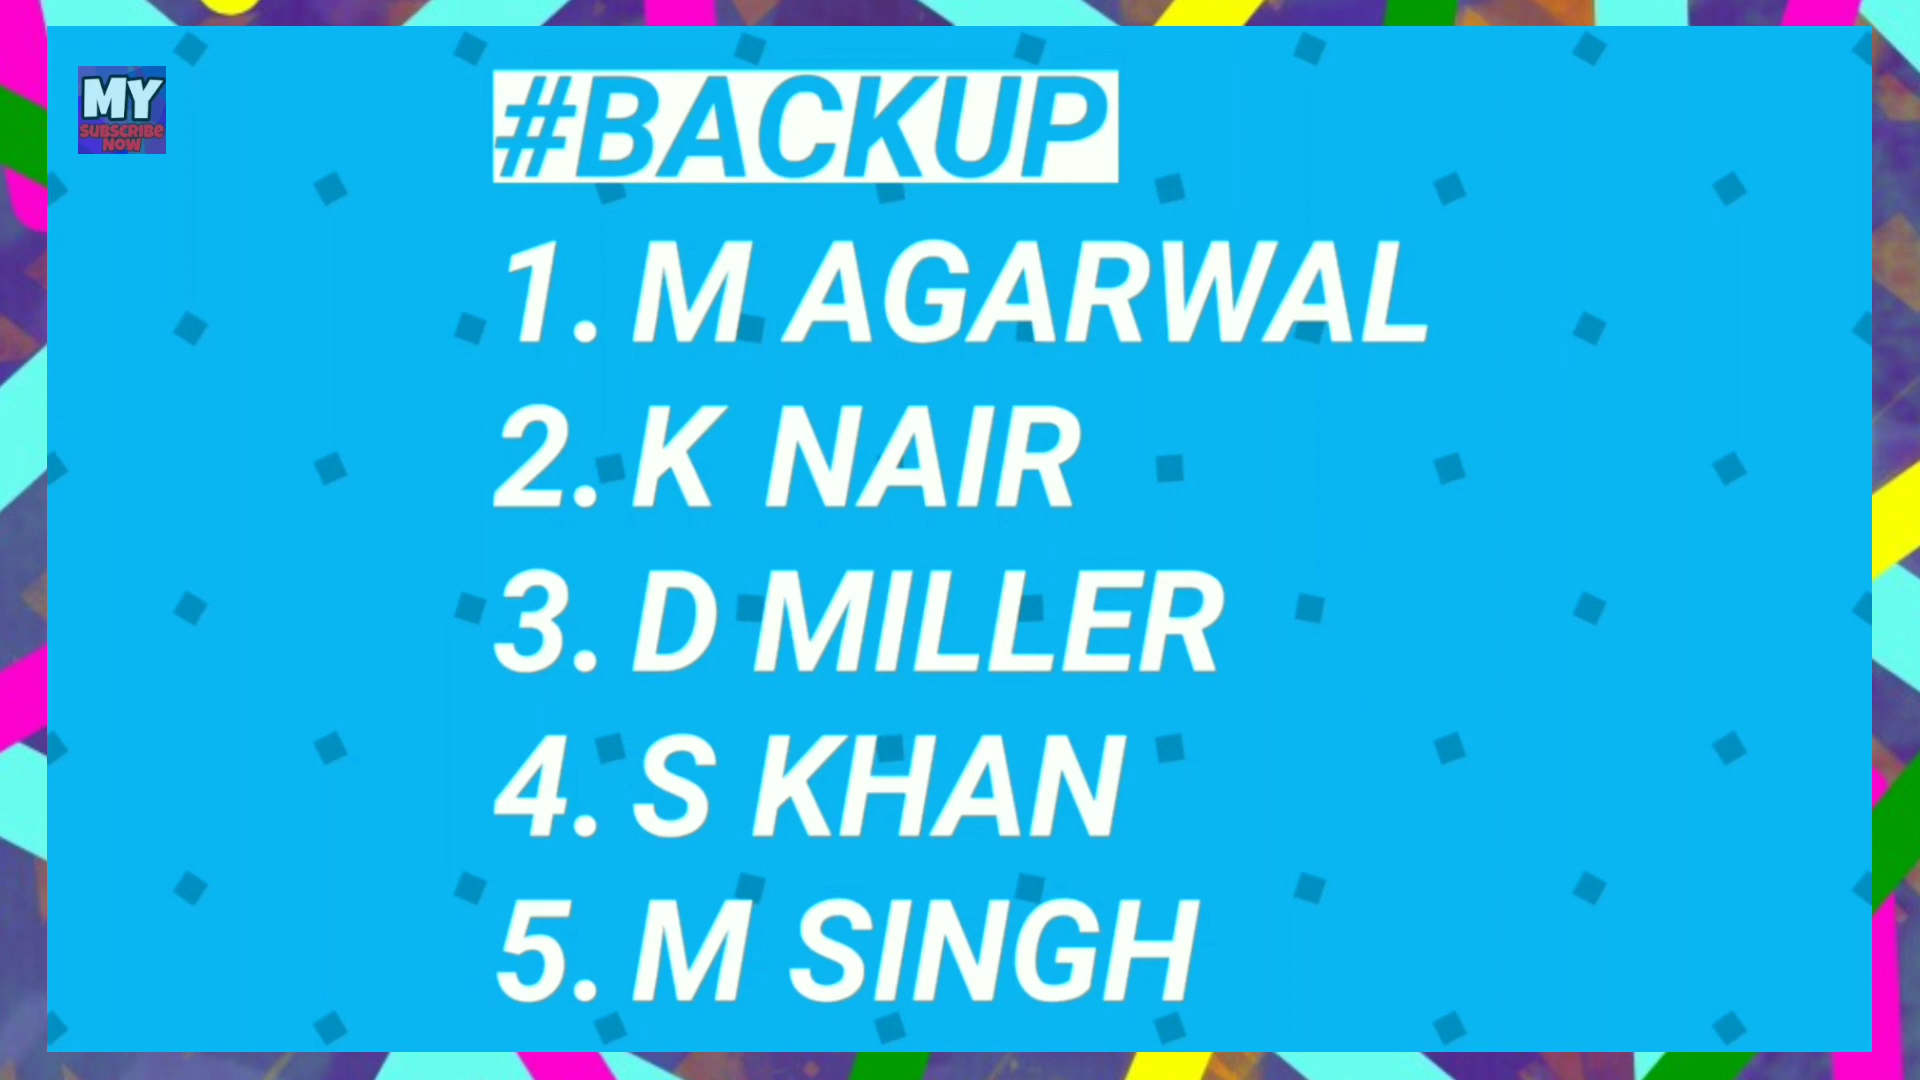 MY
SUBSCRIBE
NOW
#BACKUP
1. M AGARWAL
2. K NAIR
3. D MILLER
4. S KHAN
5. M SINGH